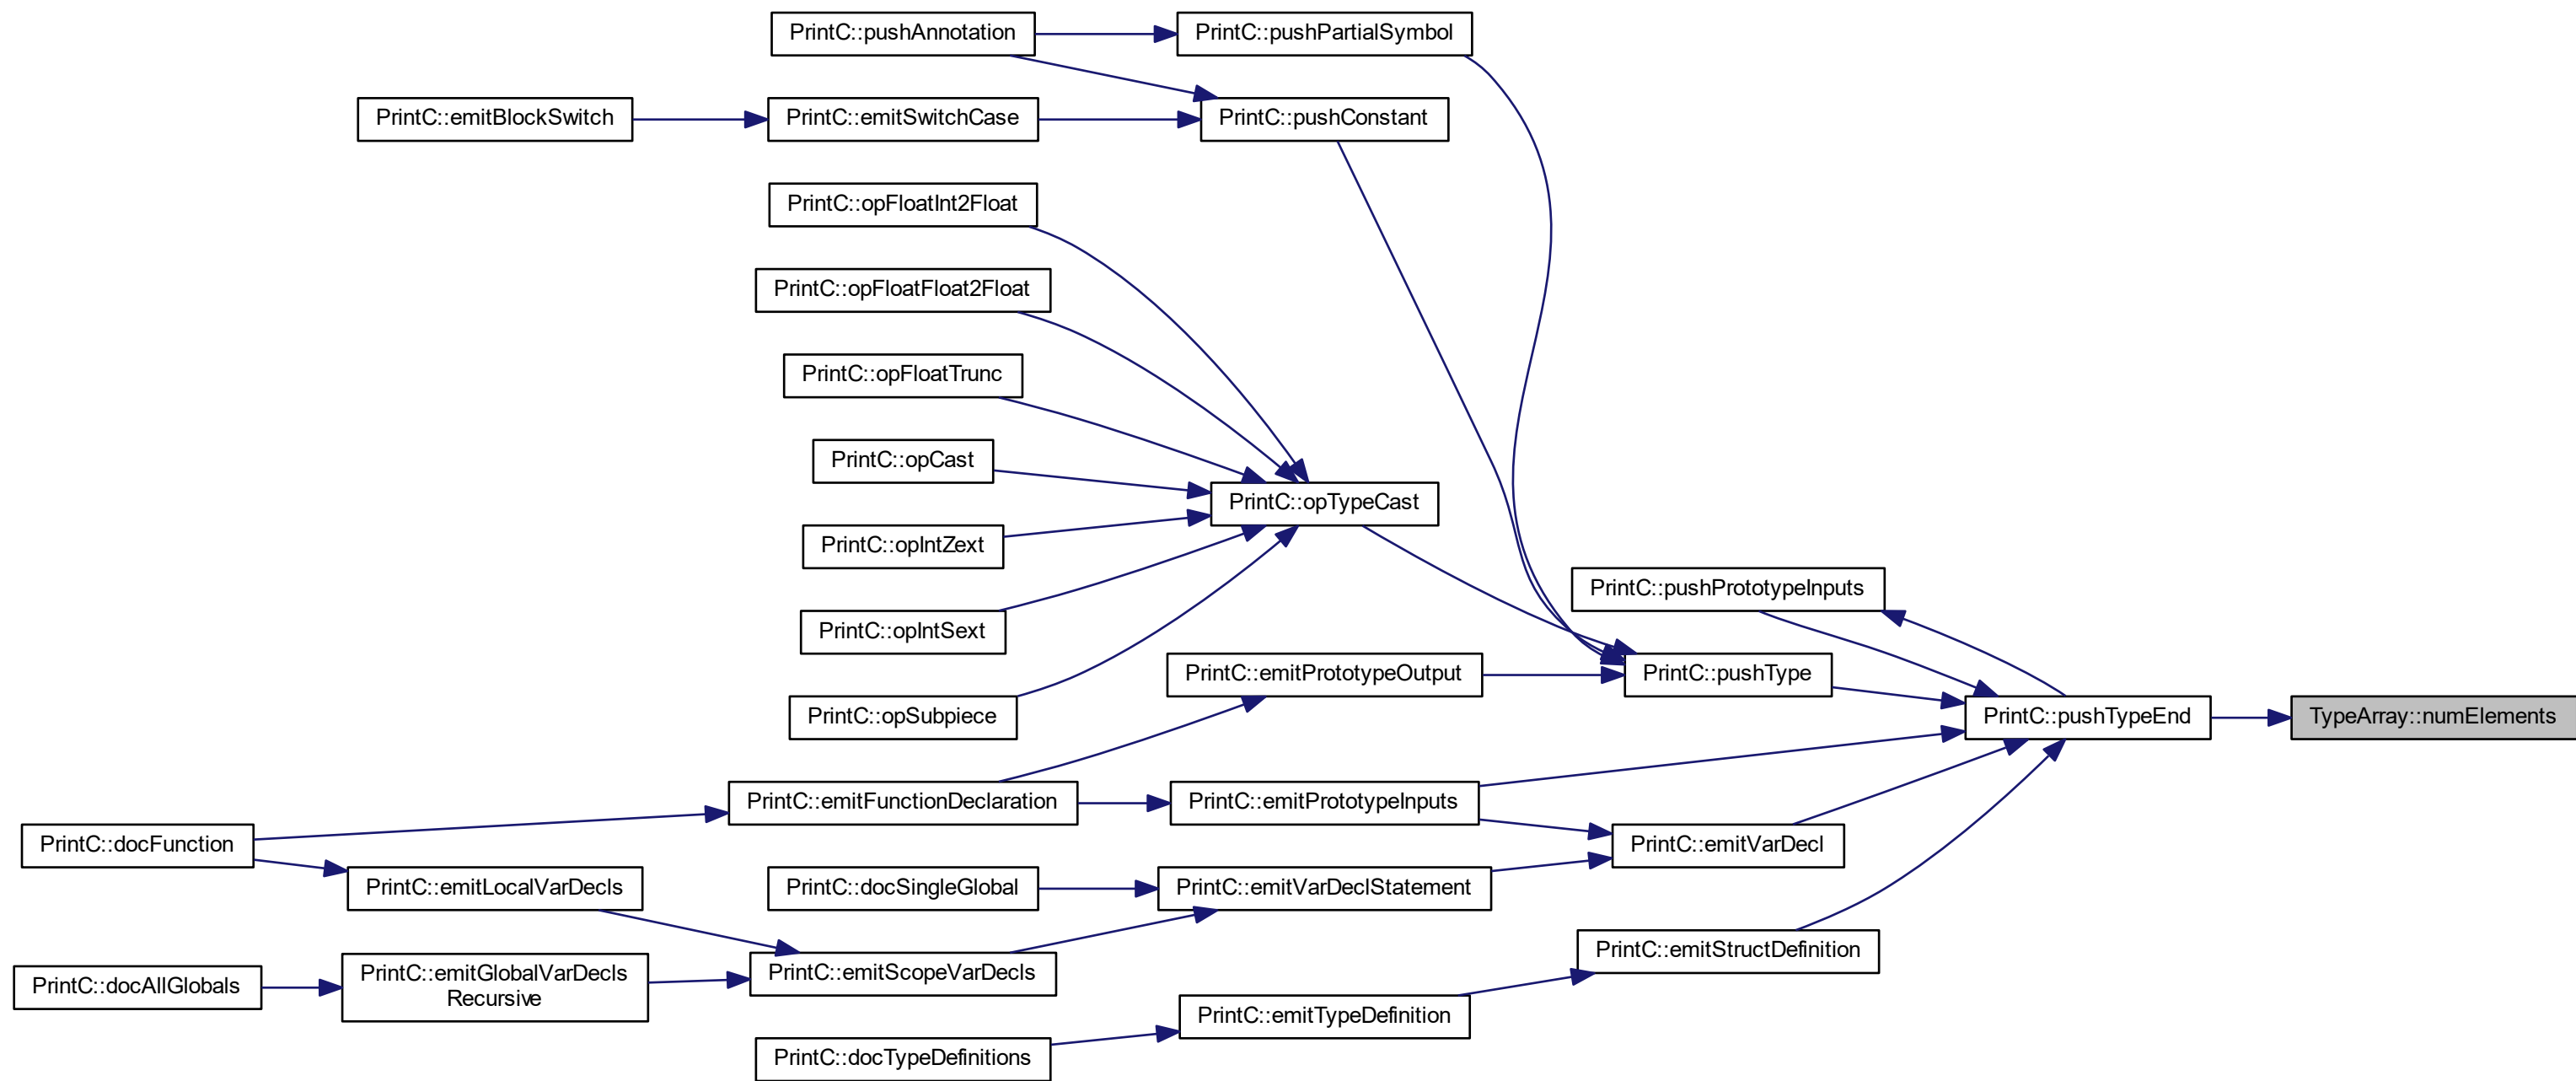 PrintC::pushAnnotation
PrintC::pushPartialSymbol
PrintC::emitBlockSwitch
PrintC::emitSwitchCase
PrintC::pushConstant
PrintC::opFloatInt2Float
PrintC::opFloatFloat2Float
PrintC::opFloatTrunc
PrintC::opCast
PrintC::opTypeCast
PrintC::opIntZext
PrintC::pushPrototypeInputs
PrintC::opIntSext
PrintC::emitPrototypeOutput
PrintC::pushType
PrintC::opSubpiece
PrintC::pushTypeEnd
TypeArray::numElements
PrintC::emitFunctionDeclaration
PrintC::emitPrototypeInputs
PrintC::docFunction
PrintC::emitVarDecl
PrintC::emitLocalVarDecls
PrintC::docSingleGlobal
PrintC::emitVarDeclStatement
PrintC::emitStructDefinition
PrintC::docAllGlobals
PrintC::emitGlobalVarDecls
Recursive
PrintC::emitScopeVarDecls
PrintC::emitTypeDefinition
PrintC::docTypeDefinitions